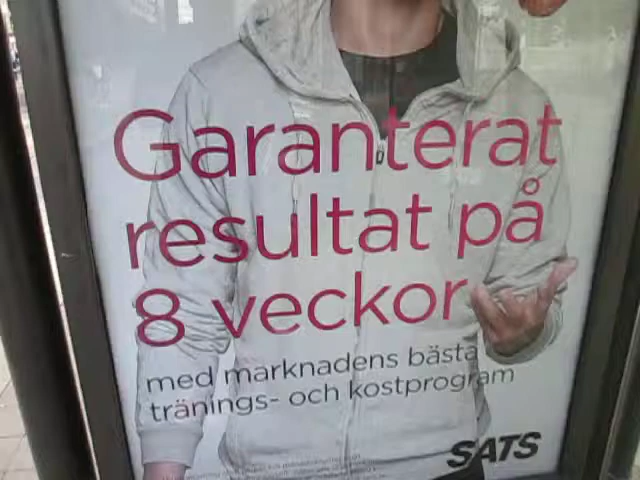 Garanterat
resultat på
8 veckor
med marknadens bästa
tränings- och kostprogram
SATS